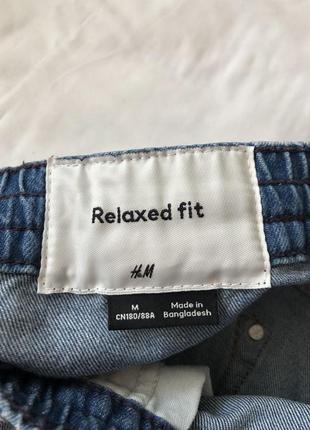 Relaxed fit
H&M
M
CN180/88A
Made in
Bangladesh